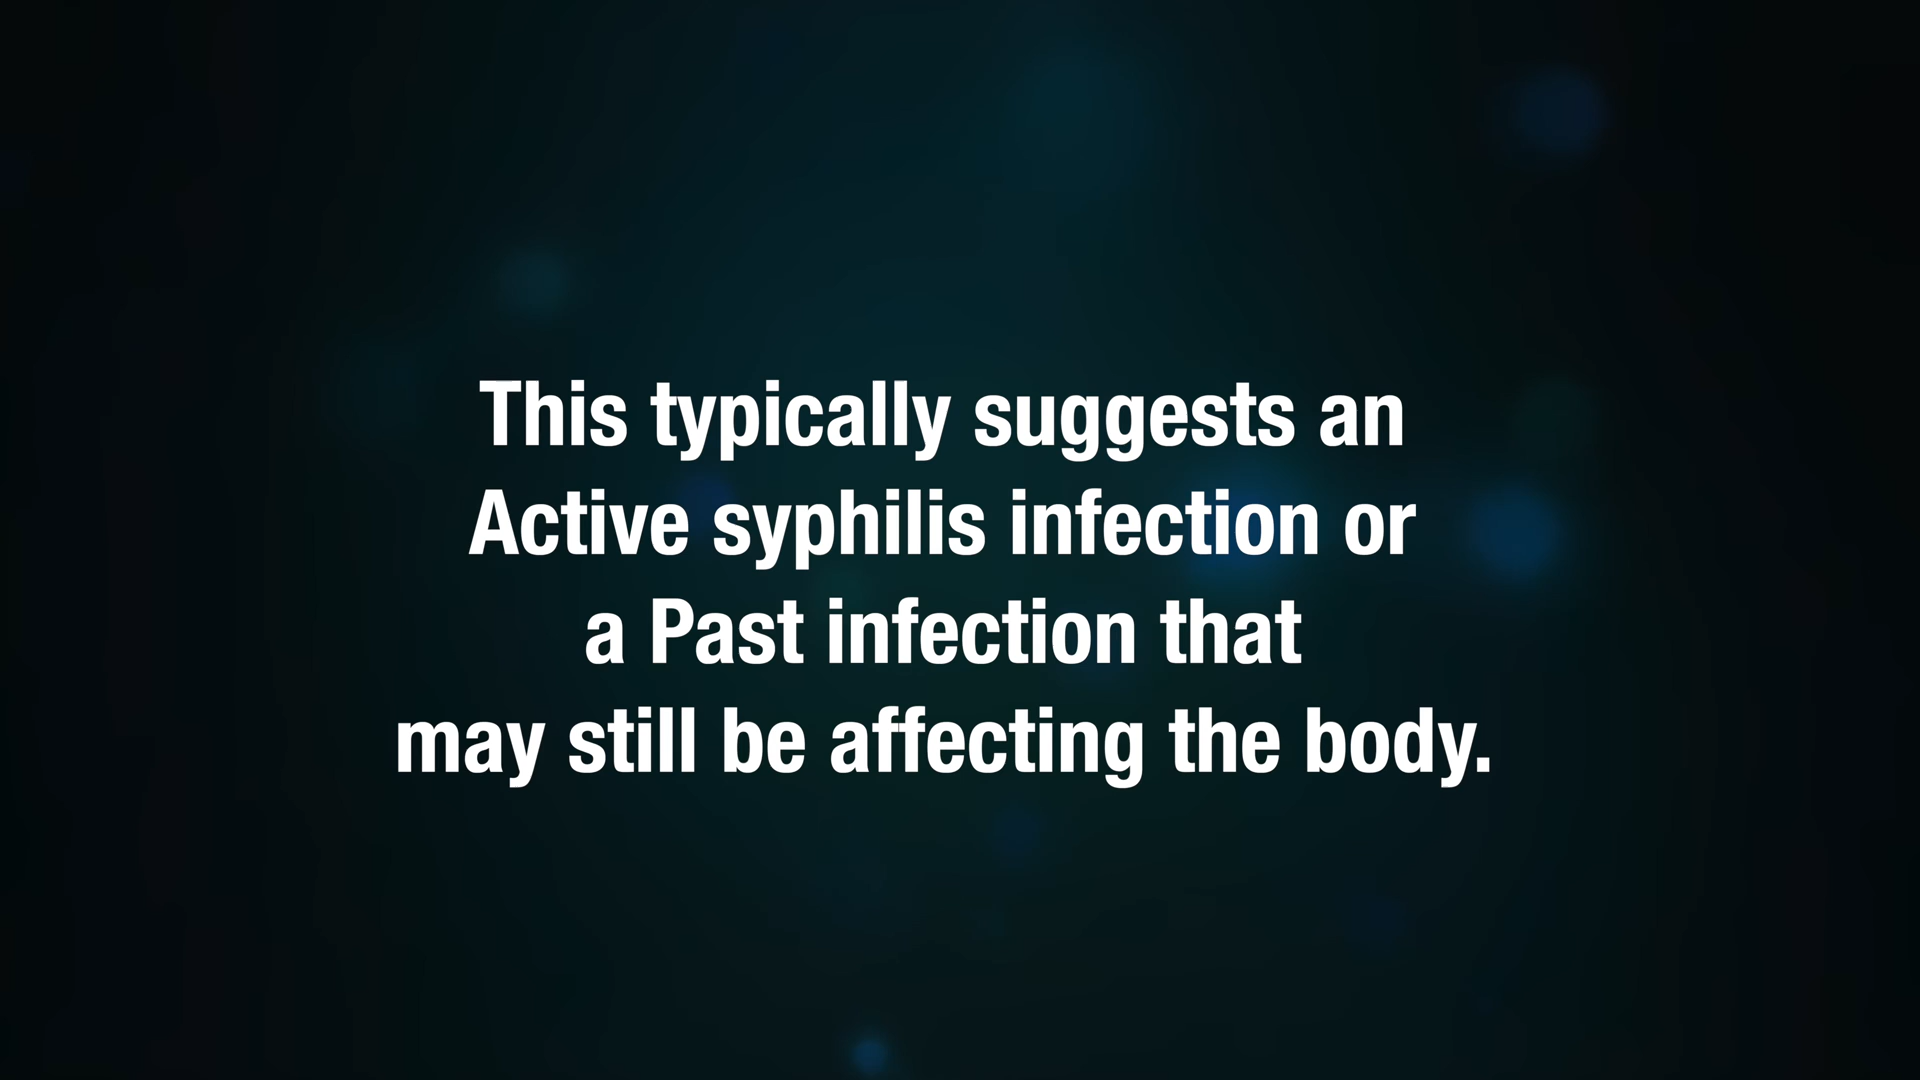 This typically suggests an
Active syphilis infection or
a Past infection that
may still be affecting the body.